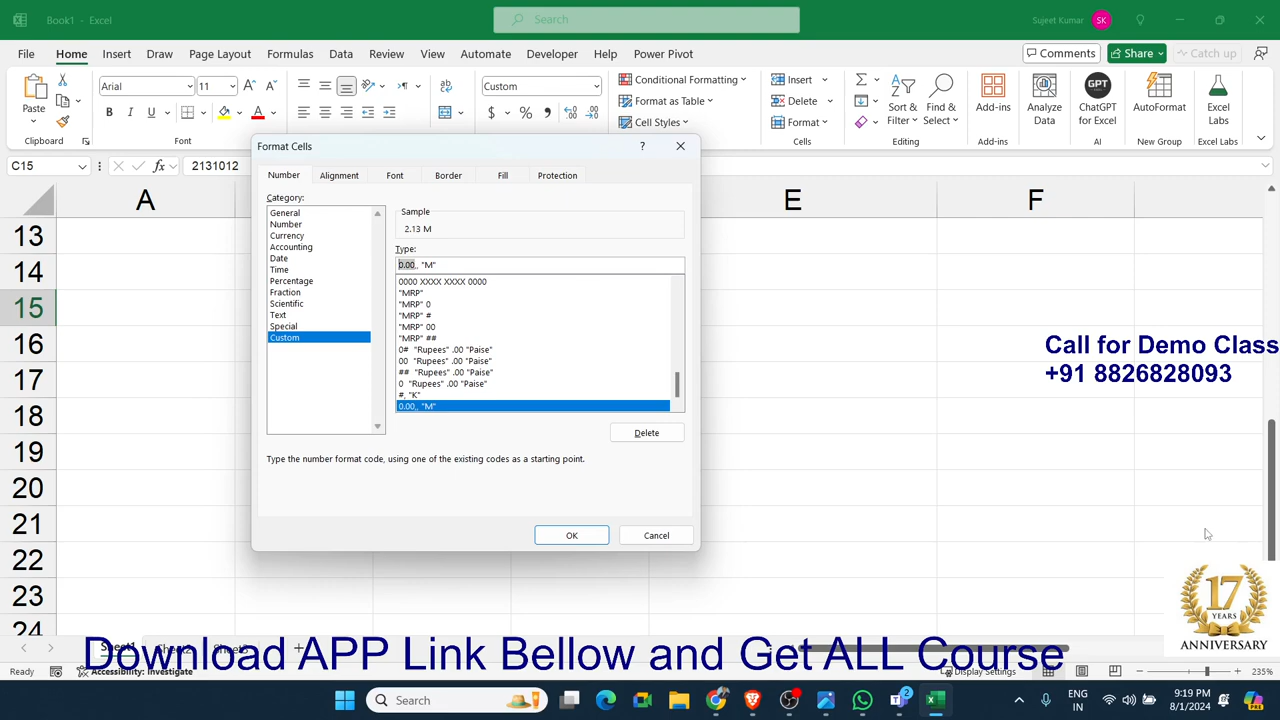 Book1 - Excel
Search
Sujeet Kumar SK
File Home Insert Draw Page Layout Formulas Data Review View Automate Developer Help Power Pivot
Comments Share Catch up
Paste
Clipboard
Arial 11
B I U
Font
Custom
$ % ,
Conditional Formatting
Format as Table
Cell Styles
Insert
Delete
Format
Cells
Sort & Filter
Find & Select
Editing
Add-ins
Add-ins
Analyze Data
ChatGPT for Excel
AI
AutoFormat
New Group
Excel Labs
Excel Labs
C15 fx 2131012
A E F
13
14
15
16
17
18
19
20
21
22
23
24
Format Cells ?
Number Alignment Font Border Fill Protection
Category:
General
Number
Currency
Accounting
Date
Time
Percentage
Fraction
Scientific
Text
Special
Custom
Sample
2.13 M
Type:
0.00,, "M"
0000 XXXX XXXX 0000
"MRP"
"MRP" 0
"MRP" #
"MRP" 00
"MRP" ##
0# "Rupees" .00 "Paise"
00 "Rupees" .00 "Paise"
## "Rupees" .00 "Paise"
0 "Rupees" .00 "Paise"
#, "K"
0.00,, "M"
Delete
Type the number format code, using one of the existing codes as a starting point.
OK Cancel
Call for Demo Class
+91 8826828093
17
YEARS
ANNIVERSARY
Sheet1 Sheet2 Sheet3
Download APP Link Bellow and Get ALL Course
Ready Accessibility: Investigate Display Settings 235%
Search
ENG
IN
9:19 PM
8/1/2024
2